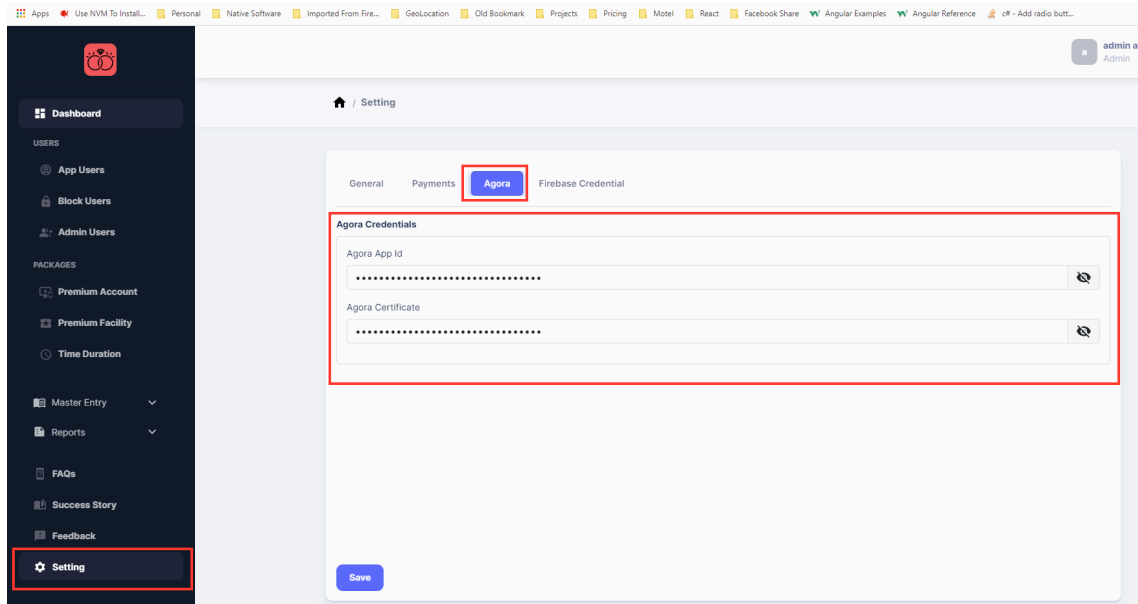 Apps Use NVM To Install... Personal Native Software Imported From Fire... GeoLocation Old Bookmark Projects Pricing Motel React Facebook Share Angular Examples Angular Reference c# - Add radio butt...
a admin a
Admin
/ Setting
Dashboard
USERS
App Users
Block Users
Admin Users
PACKAGES
Premium Account
Premium Facility
Time Duration
Master Entry
Reports
FAQs
Success Story
Feedback
Setting
General Payments Agora Firebase Credential
Agora Credentials
Agora App Id
••••••••••••••••••••••••••••••••
Agora Certificate
••••••••••••••••••••••••••••••••
Save